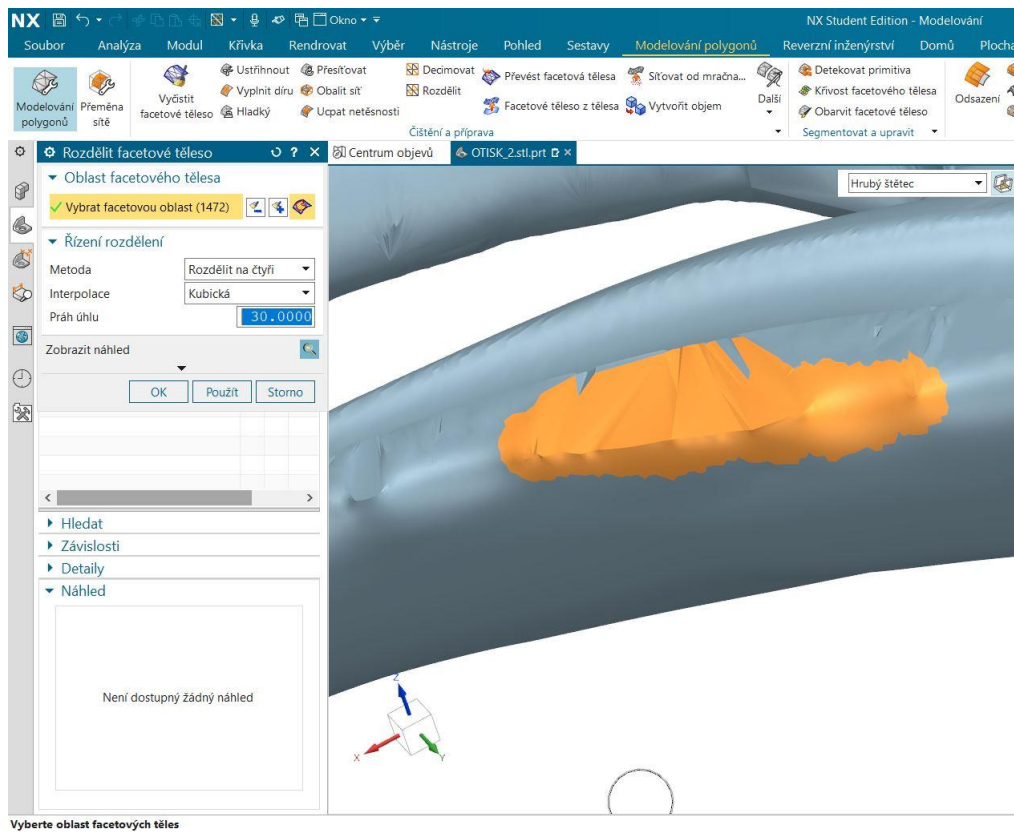 NX Okno NX Student Edition - Modelování
Soubor Analýza Modul Křivka Rendrovat Výběr Nástroje Pohled Sestavy Modelování polygonů Reverzní inženýrství Domů Plocha
Modelování polygonů
Přeměna sítě
Vyčistit facetové těleso
Ustřihnout
Vyplnit díru
Hladký
Přesíťovat
Obalit síť
Ucpat netěsnosti
Decimovat
Rozdělit
Převést facetová tělesa
Facetové těleso z tělesa
Síťovat od mračna...
Vytvořit objem
Další
Detekovat primitiva
Křivost facetového tělesa
Obarvit facetové těleso
Odsazení
Čištění a příprava
Segmentovat a upravit
Rozdělit facetové těleso ? ×
Centrum objevů
OTISK_2.stl.prt ×
Hrubý štětec
Oblast facetového tělesa
Vybrat facetovou oblast (1472)
Řízení rozdělení
Metoda Rozdělit na čtyři
Interpolace Kubická
Práh úhlu 30.0000
Zobrazit náhled
OK Použít Storno
Hledat
Závislosti
Detaily
Náhled
Není dostupný žádný náhled
Z
X
Y
Vyberte oblast facetových těles